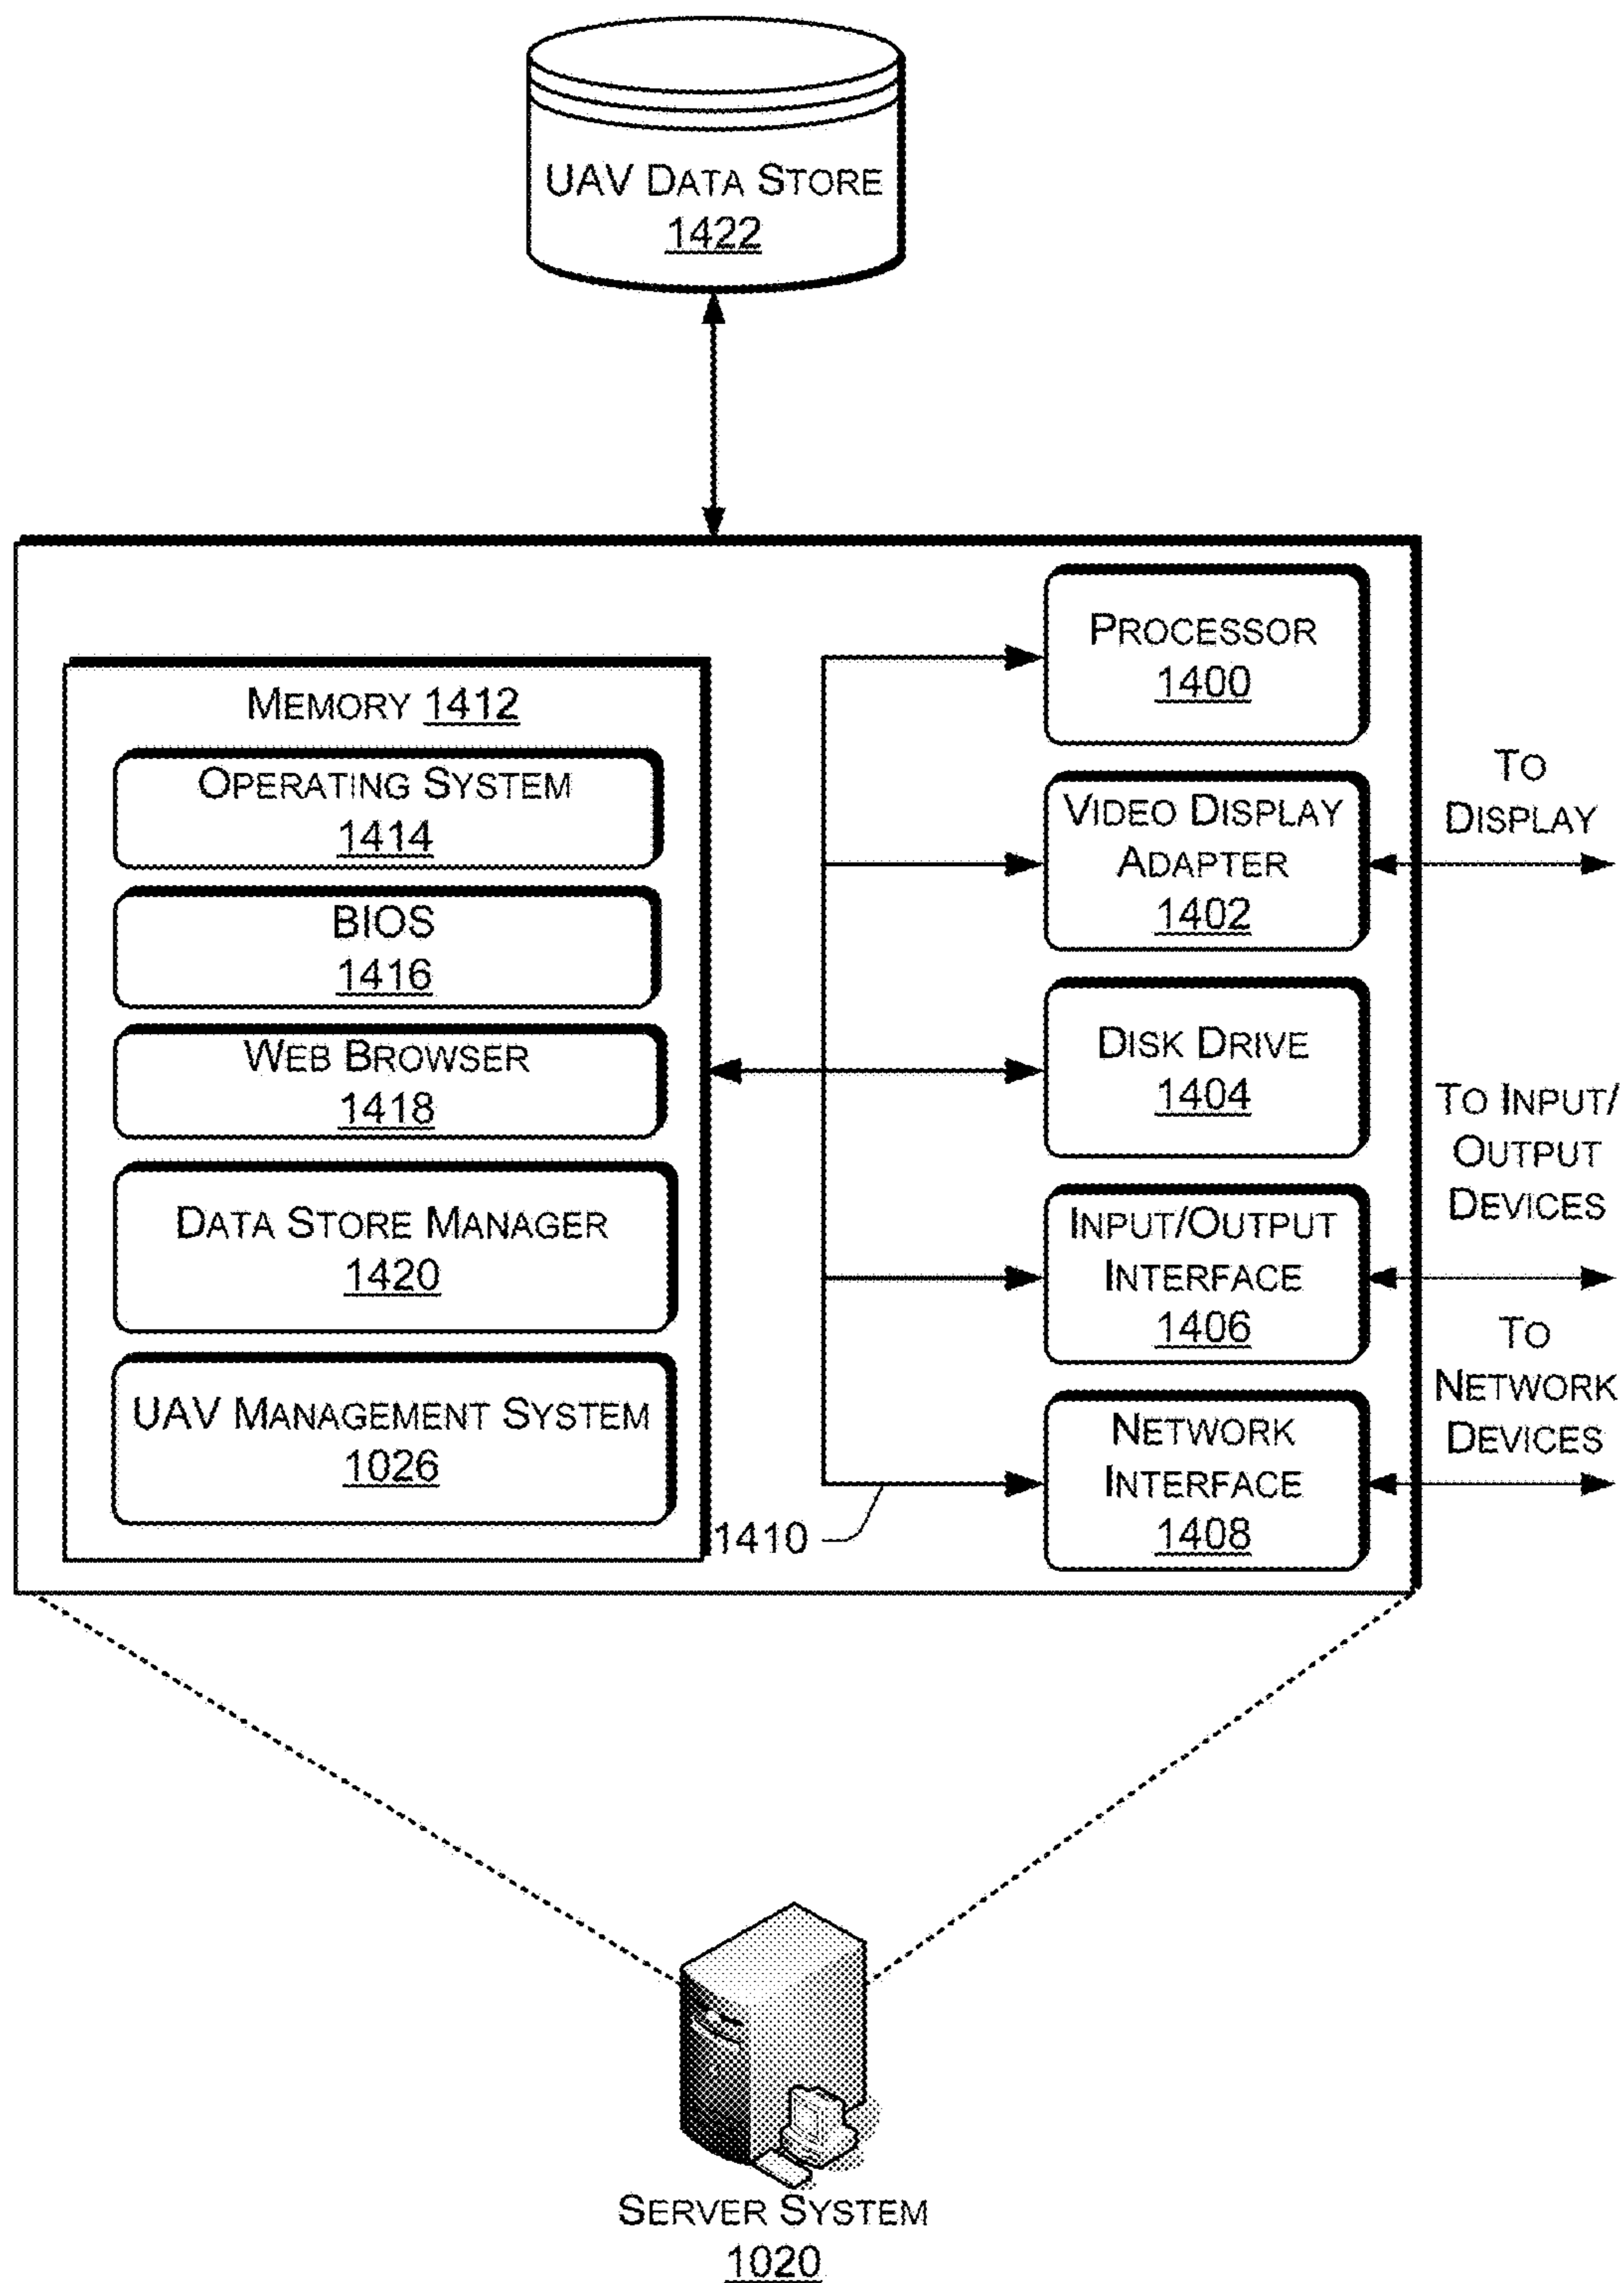 UAV DATA STORE
1422
MEMORY 1412
OPERATING SYSTEM
1414
BIOS
1416
WEB BROWSER
1418
DATA STORE MANAGER
1420
UAV MANAGEMENT SYSTEM
1026
PROCESSOR
1400
VIDEO DISPLAY
ADAPTER
1402
DISK DRIVE
1404
INPUT/OUTPUT
INTERFACE
1406
NETWORK
INTERFACE
1408
1410
TO
DISPLAY
TO INPUT/
OUTPUT
DEVICES
TO
NETWORK
DEVICES
SERVER SYSTEM
1020